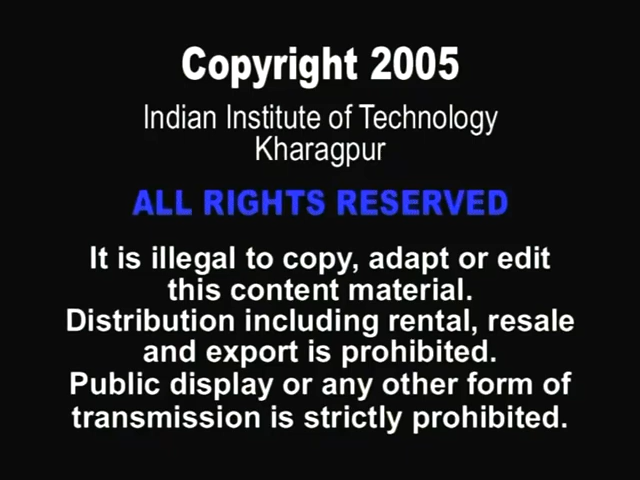 Copyright 2005
Indian Institute of Technology
Kharagpur
ALL RIGHTS RESERVED
It is illegal to copy, adapt or edit
this content material.
Distribution including rental, resale
and export is prohibited.
Public display or any other form of
transmission is strictly prohibited.